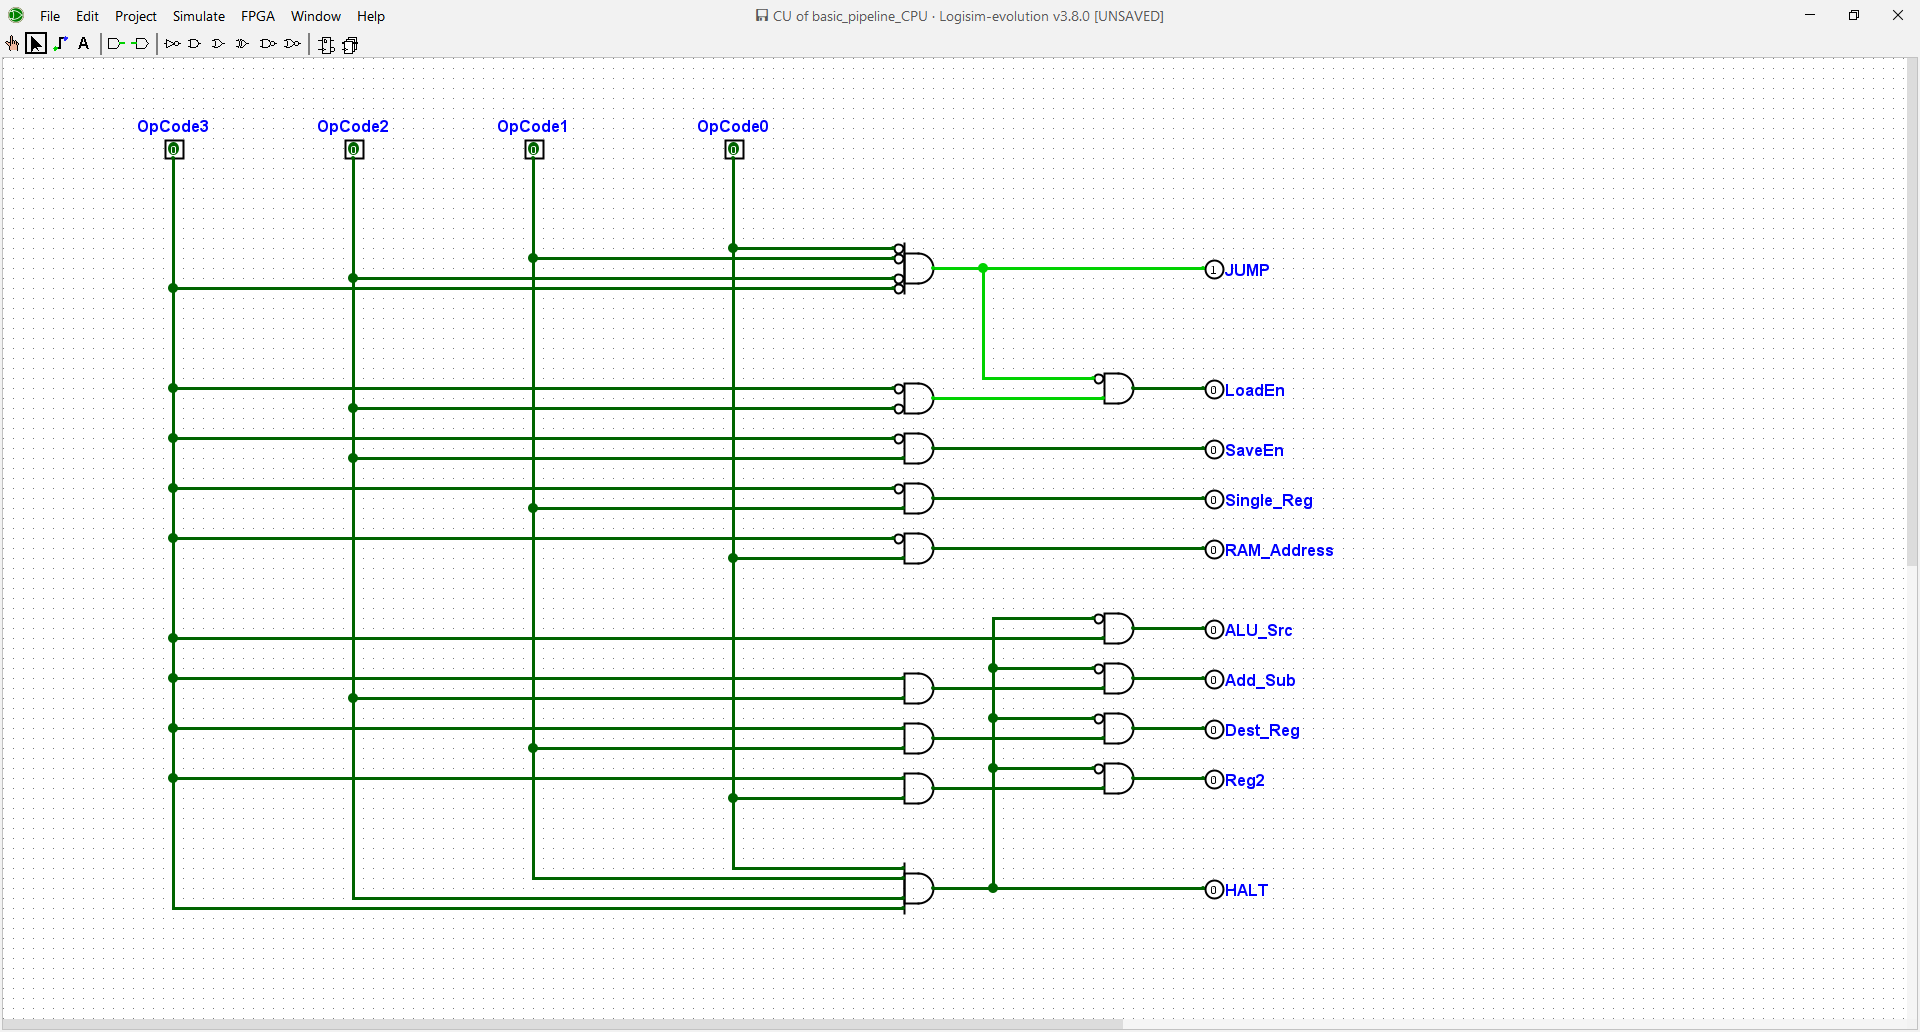 File Edit Project Simulate FPGA Window Help
CU of basic_pipeline_CPU · Logisim-evolution v3.8.0 [UNSAVED]
A
OpCode3 OpCode2 OpCode1 OpCode0
0 0 0 0
1 JUMP
0 LoadEn
0 SaveEn
0 Single_Reg
0 RAM_Address
0 ALU_Src
0 Add_Sub
0 Dest_Reg
0 Reg2
0 HALT